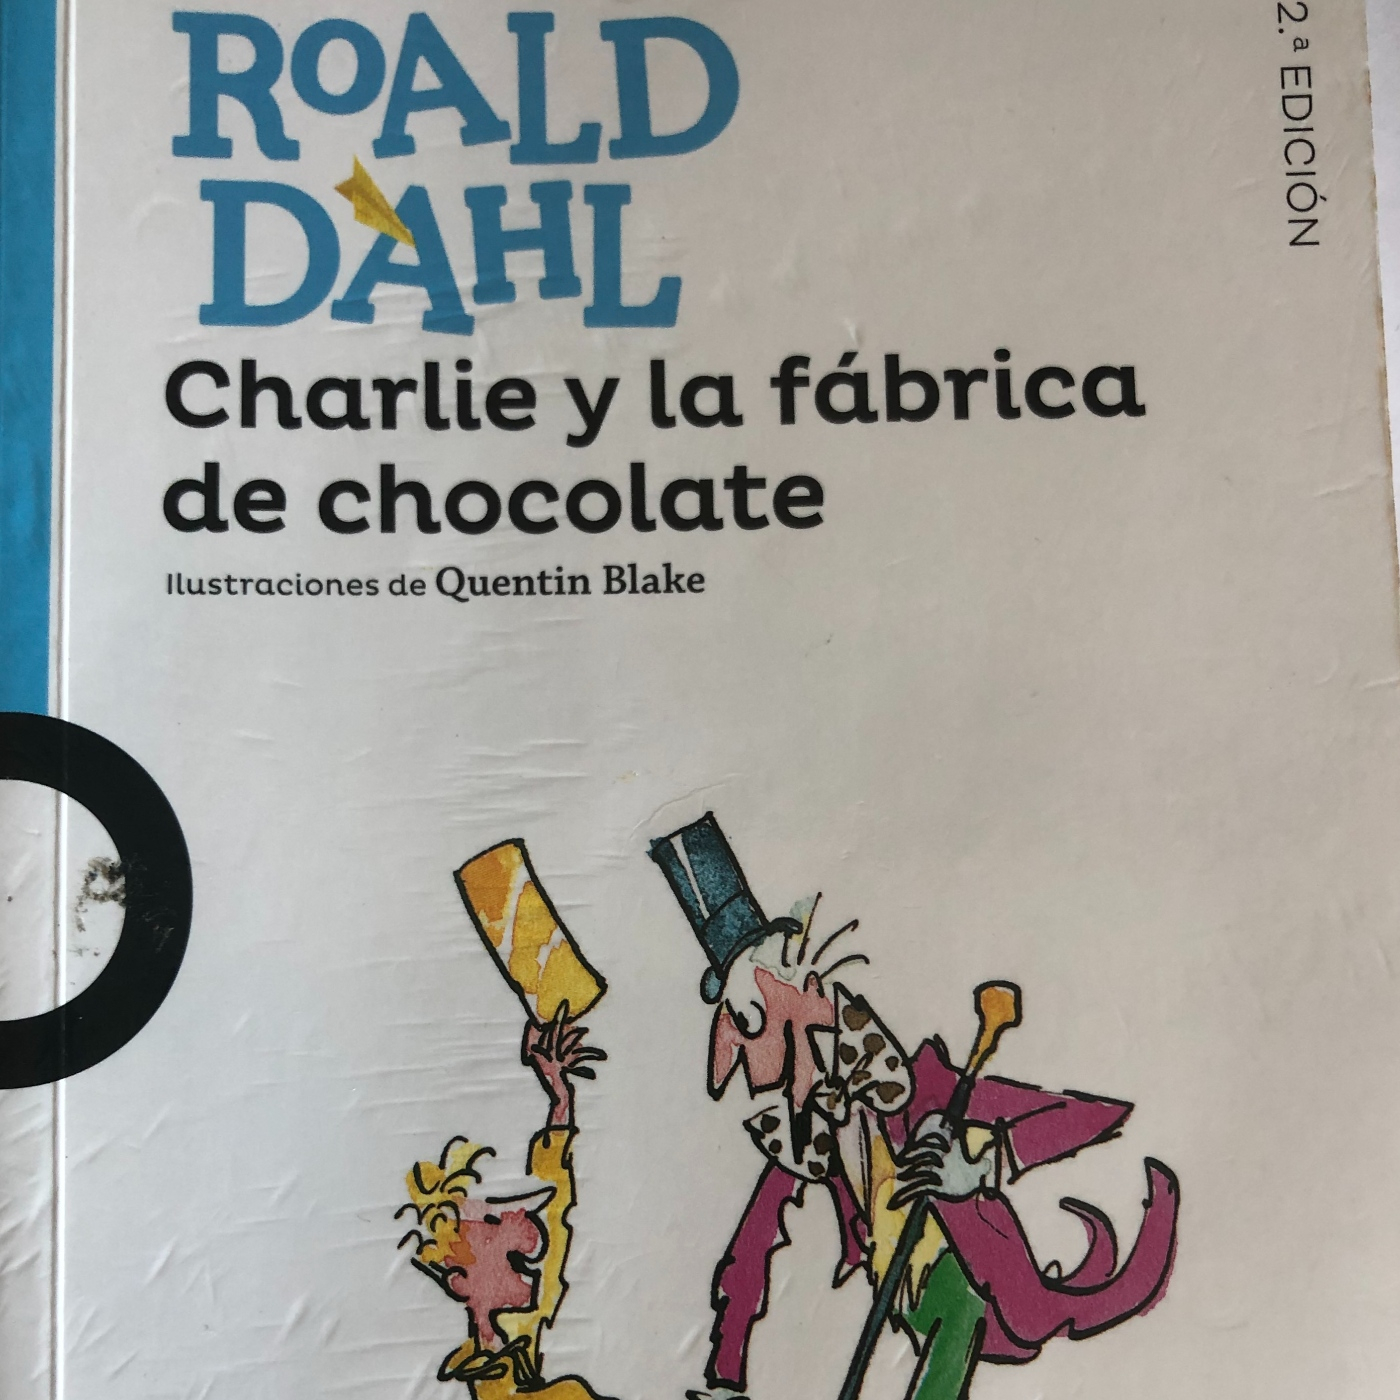 ROALD
DAHL
Charlie y la fábrica
de chocolate
Ilustraciones de Quentin Blake
2.ª EDICIÓN